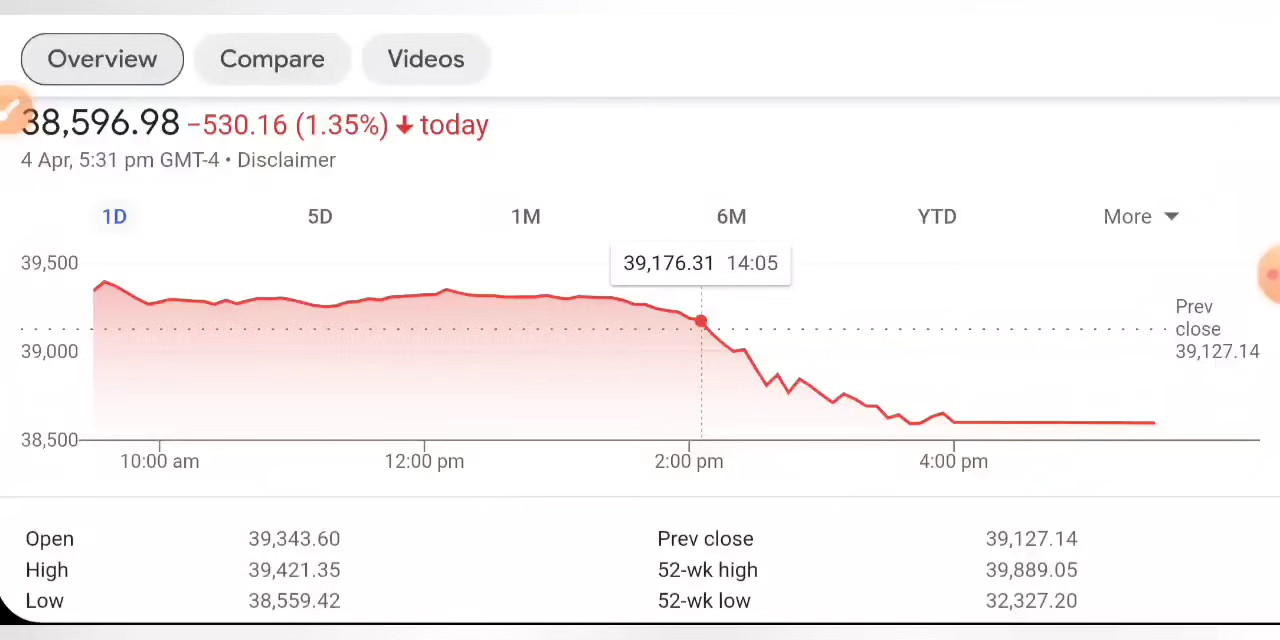 Overview Compare Videos
38,596.98 −530.16 (1.35%) ↓ today
4 Apr, 5:31 pm GMT-4 • Disclaimer
1D 5D 1M 6M YTD More
39,176.31 14:05
39,500
39,000
38,500
Prev
close
39,127.14
10:00 am 12:00 pm 2:00 pm 4:00 pm
Open 39,343.60 Prev close 39,127.14
High 39,421.35 52-wk high 39,889.05
Low 38,559.42 52-wk low 32,327.20